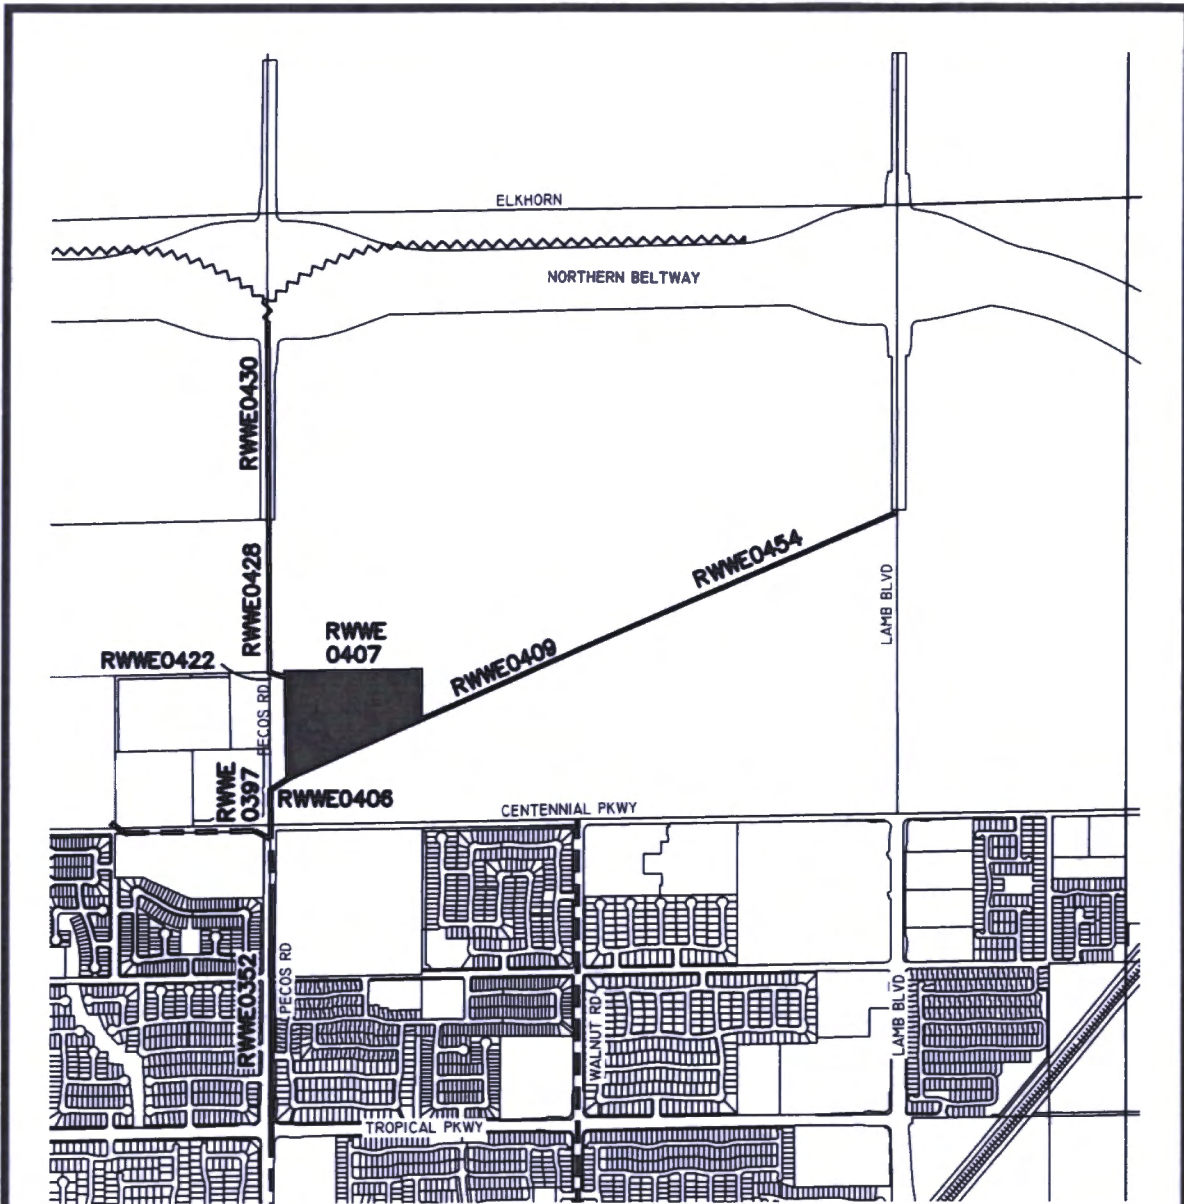 ELKHORN
NORTHERN BELTWAY
RWWE0430
RWWE0428
RWWE0454
LAMB BLVD
RWWE
0407
RWWE0422
RWWE0409
PECOS RD
RWWE
0397
RWWE0406
CENTENNIAL PKWY
RWWE0352
PECOS RD
WALNUT RD
LAMB BLVD
TROPICAL PKWY